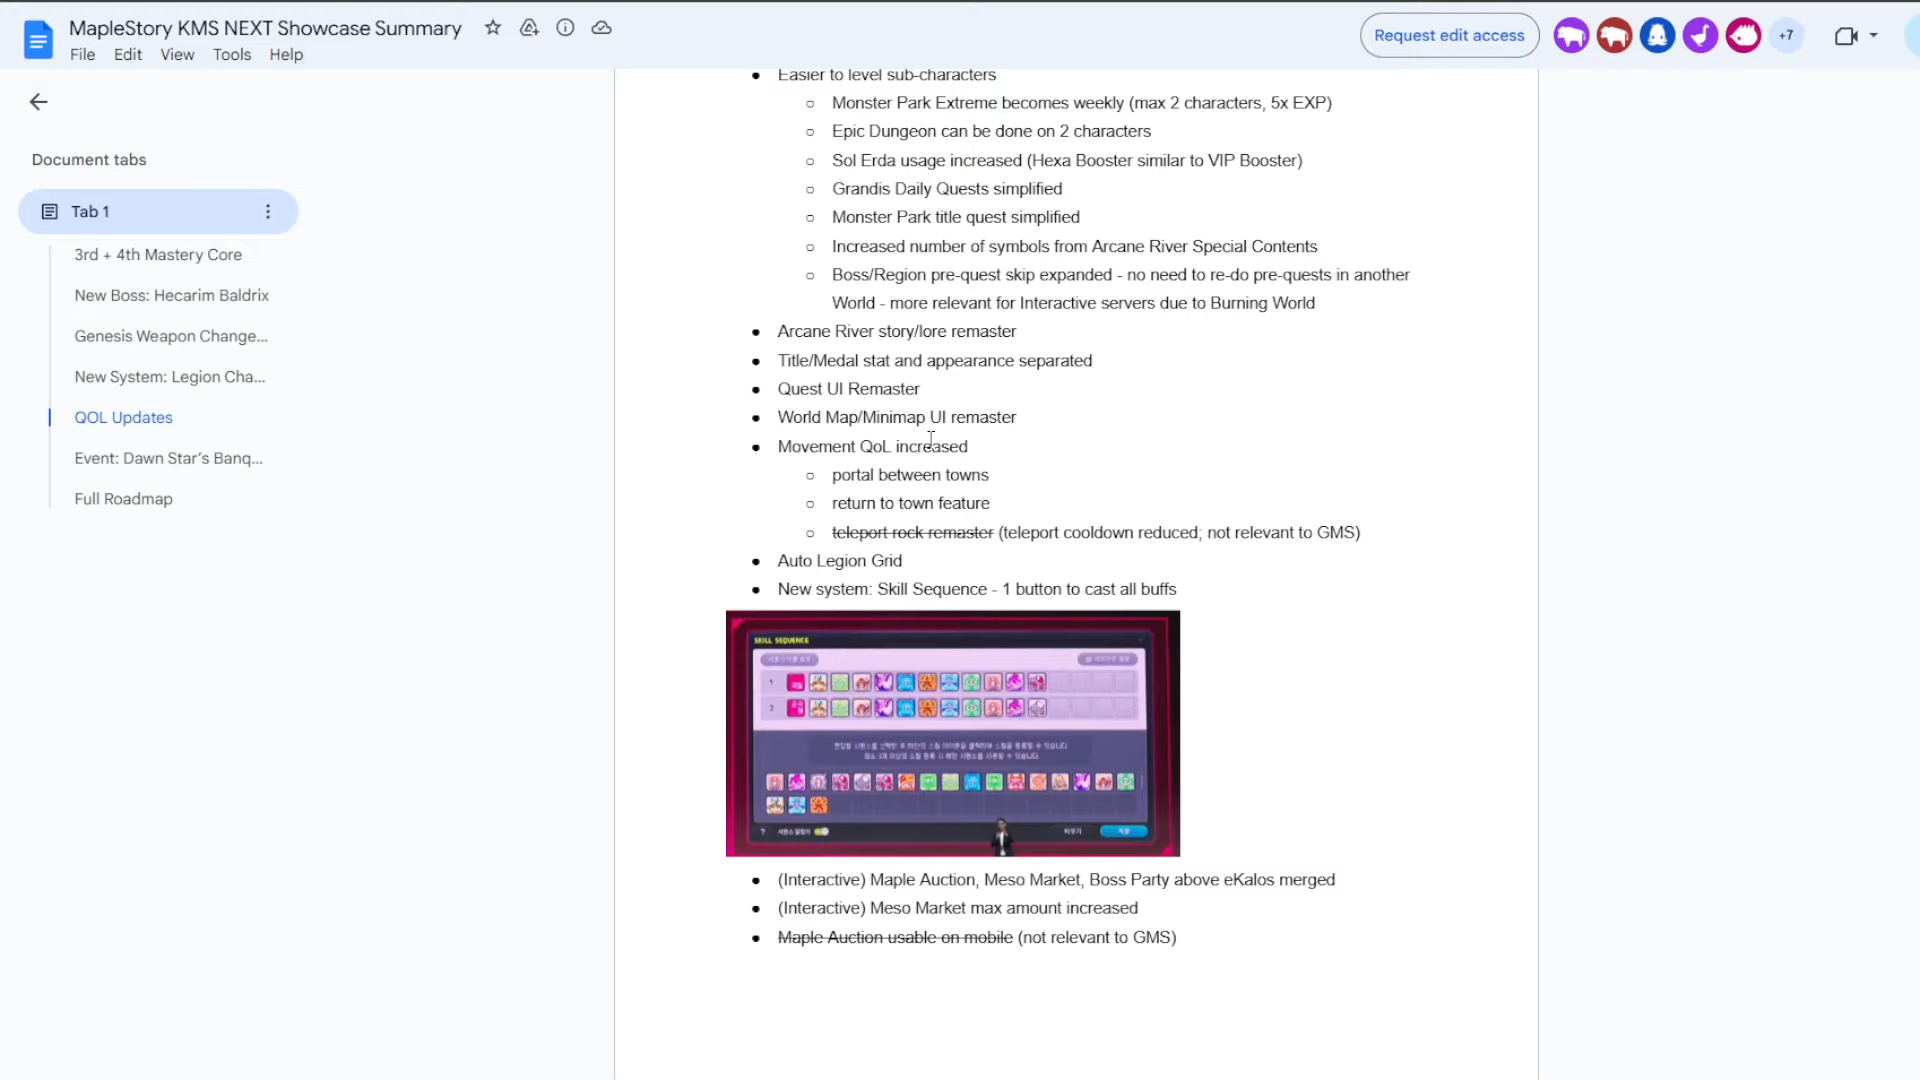 MapleStory KMS NEXT Showcase Summary
File Edit View Tools Help
Request edit access
+7
Document tabs
Tab 1
3rd + 4th Mastery Core
New Boss: Hecarim Baldrix
Genesis Weapon Change...
New System: Legion Cha...
QOL Updates
Event: Dawn Star's Banq...
Full Roadmap
● Easier to level sub-characters
○ Monster Park Extreme becomes weekly (max 2 characters, 5x EXP)
○ Epic Dungeon can be done on 2 characters
○ Sol Erda usage increased (Hexa Booster similar to VIP Booster)
○ Grandis Daily Quests simplified
○ Monster Park title quest simplified
○ Increased number of symbols from Arcane River Special Contents
○ Boss/Region pre-quest skip expanded - no need to re-do pre-quests in another
World - more relevant for Interactive servers due to Burning World
● Arcane River story/lore remaster
● Title/Medal stat and appearance separated
● Quest UI Remaster
● World Map/Minimap UI remaster
● Movement QoL increased
○ portal between towns
○ return to town feature
○ teleport rock remaster (teleport cooldown reduced; not relevant to GMS)
● Auto Legion Grid
● New system: Skill Sequence - 1 button to cast all buffs
SKILL SEQUENCE
1
2
?
저장
● (Interactive) Maple Auction, Meso Market, Boss Party above eKalos merged
● (Interactive) Meso Market max amount increased
● Maple Auction usable on mobile (not relevant to GMS)